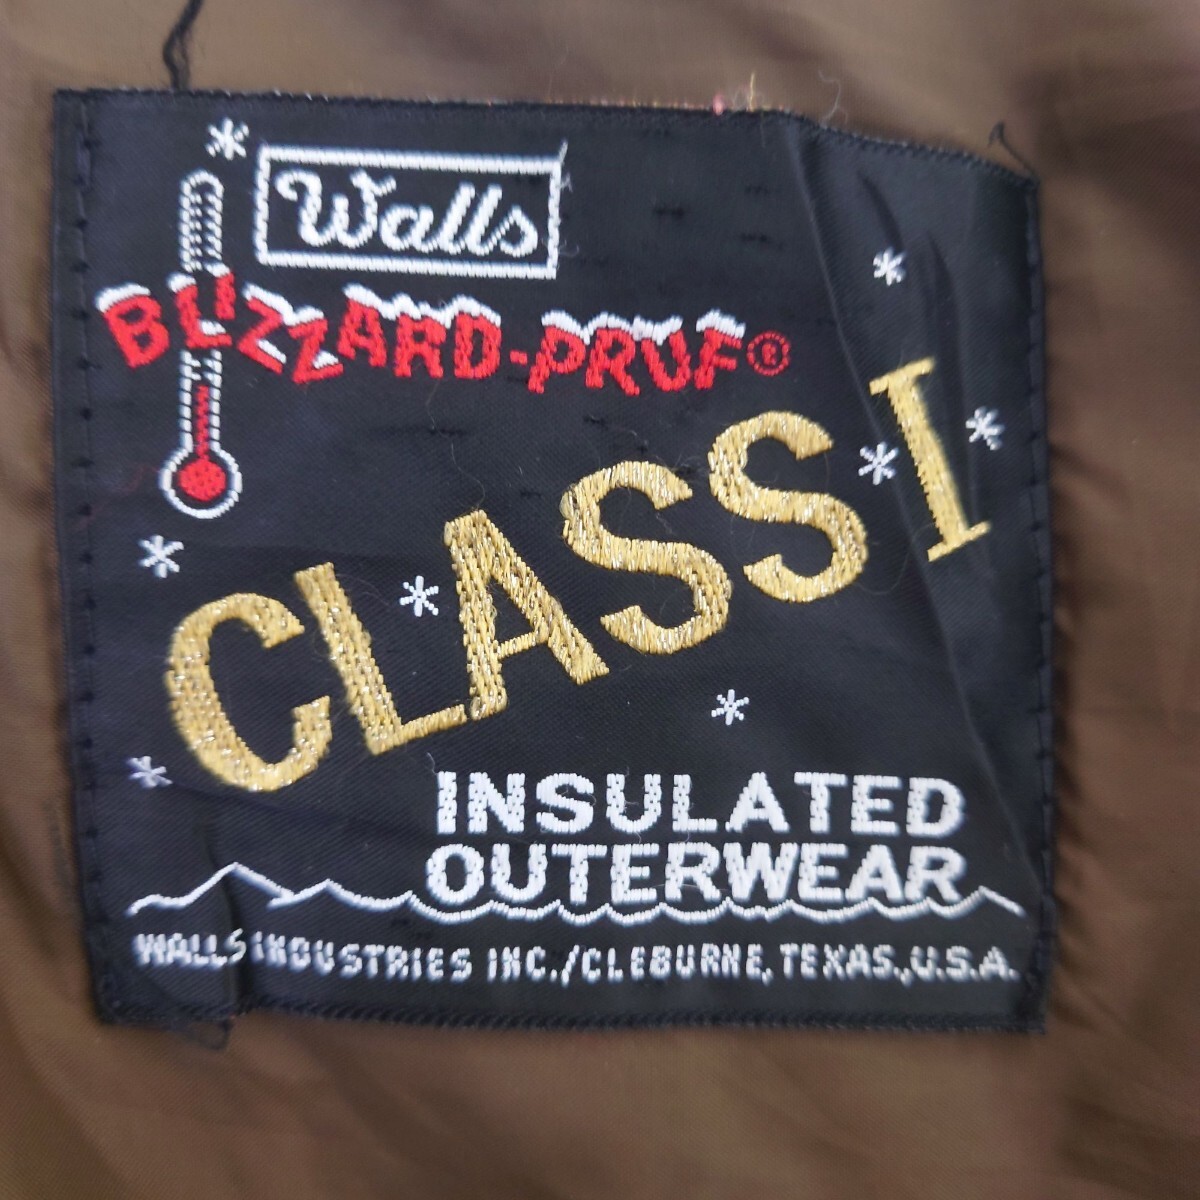 Walls
BLIZZARD-PRUF®
CLASS I
INSULATED
OUTERWEAR
WALLS INDUSTRIES INC./CLEBURNE, TEXAS., U.S.A.